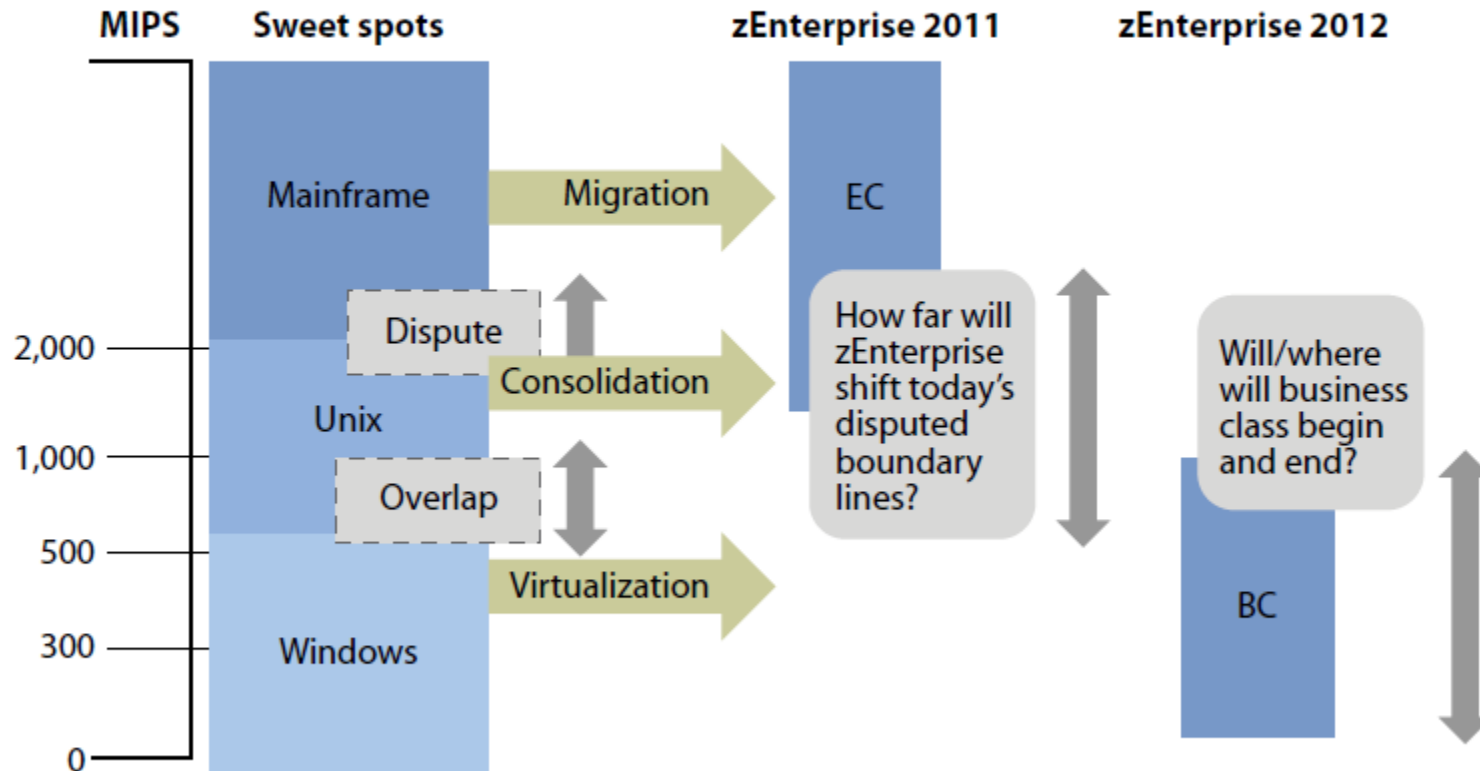 MIPS
Sweet spots
zEnterprise 2011
zEnterprise 2012
Mainframe
Migration
EC
Dispute
2,000
Consolidation
Unix
1,000
Overlap
500
Virtualization
300
Windows
0
How far will
zEnterprise
shift today’s
disputed
boundary
lines?
Will/where
will business
class begin
and end?
BC